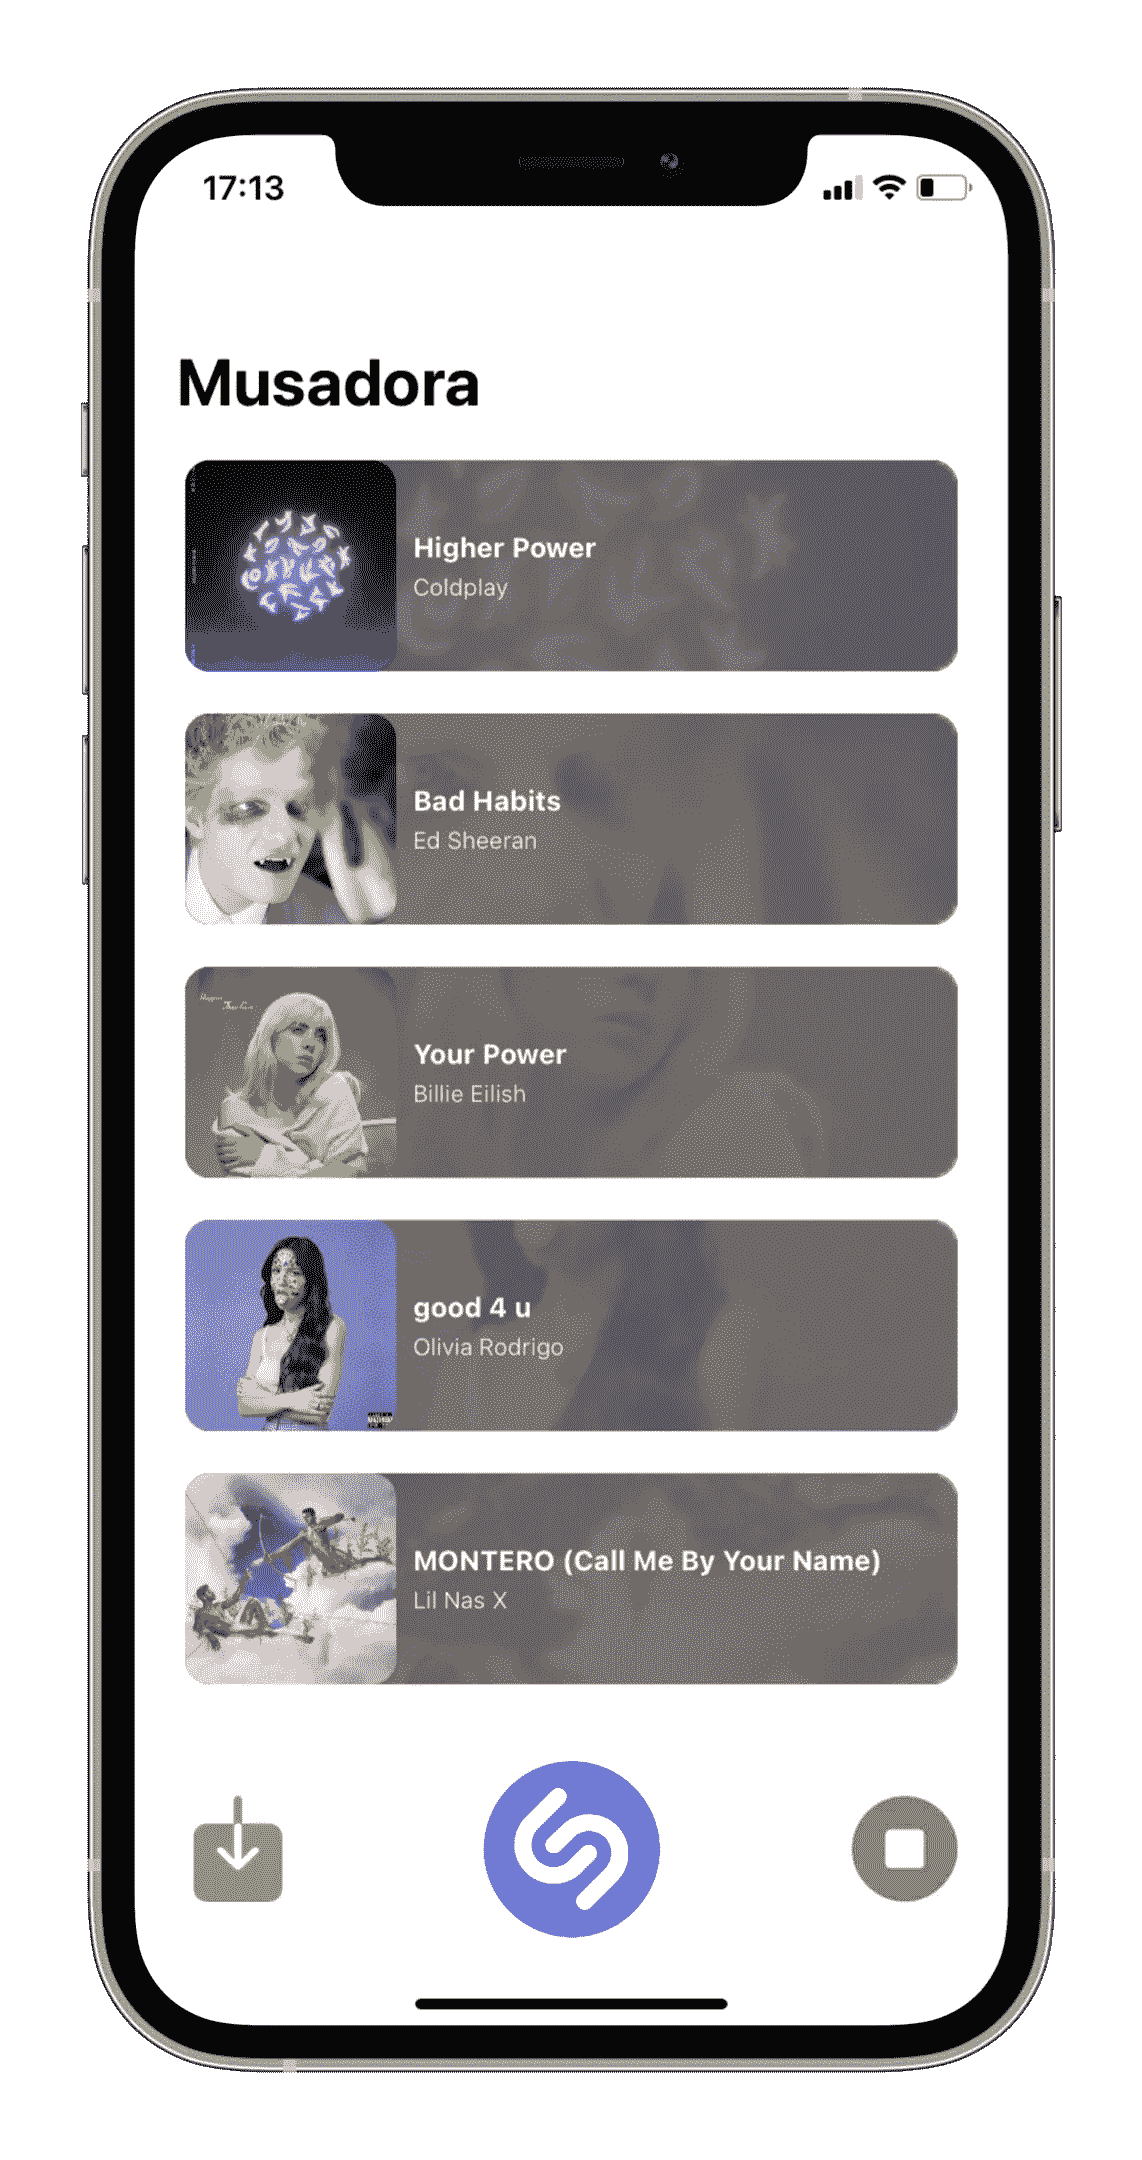 17:13
Musadora
Higher Power
Coldplay
Bad Habits
Ed Sheeran
Your Power
Billie Eilish
good 4 u
Olivia Rodrigo
MONTERO (Call Me By Your Name)
Lil Nas X